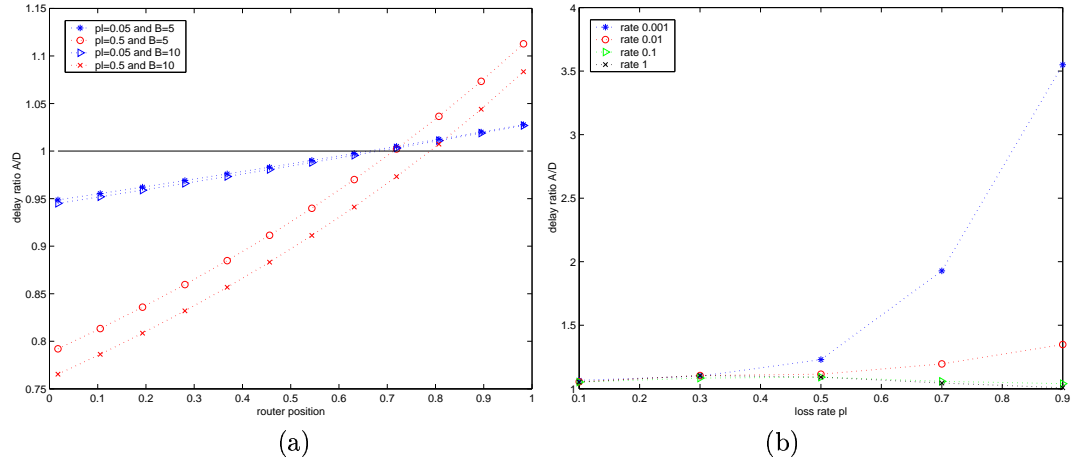 pl=0.05 and B=5
pl=0.5 and B=5
pl=0.05 and B=10
pl=0.5 and B=10
1.15
1.1
1.05
1
0.95
0.9
0.85
0.8
0.75
delay ratio A/D
0 0.1 0.2 0.3 0.4 0.5 0.6 0.7 0.8 0.9 1
router position
(a)
rate 0.001
rate 0.01
rate 0.1
rate 1
4
3.5
3
2.5
2
1.5
1
delay ratio A/D
0.1 0.2 0.3 0.4 0.5 0.6 0.7 0.8 0.9
loss rate pl
(b)